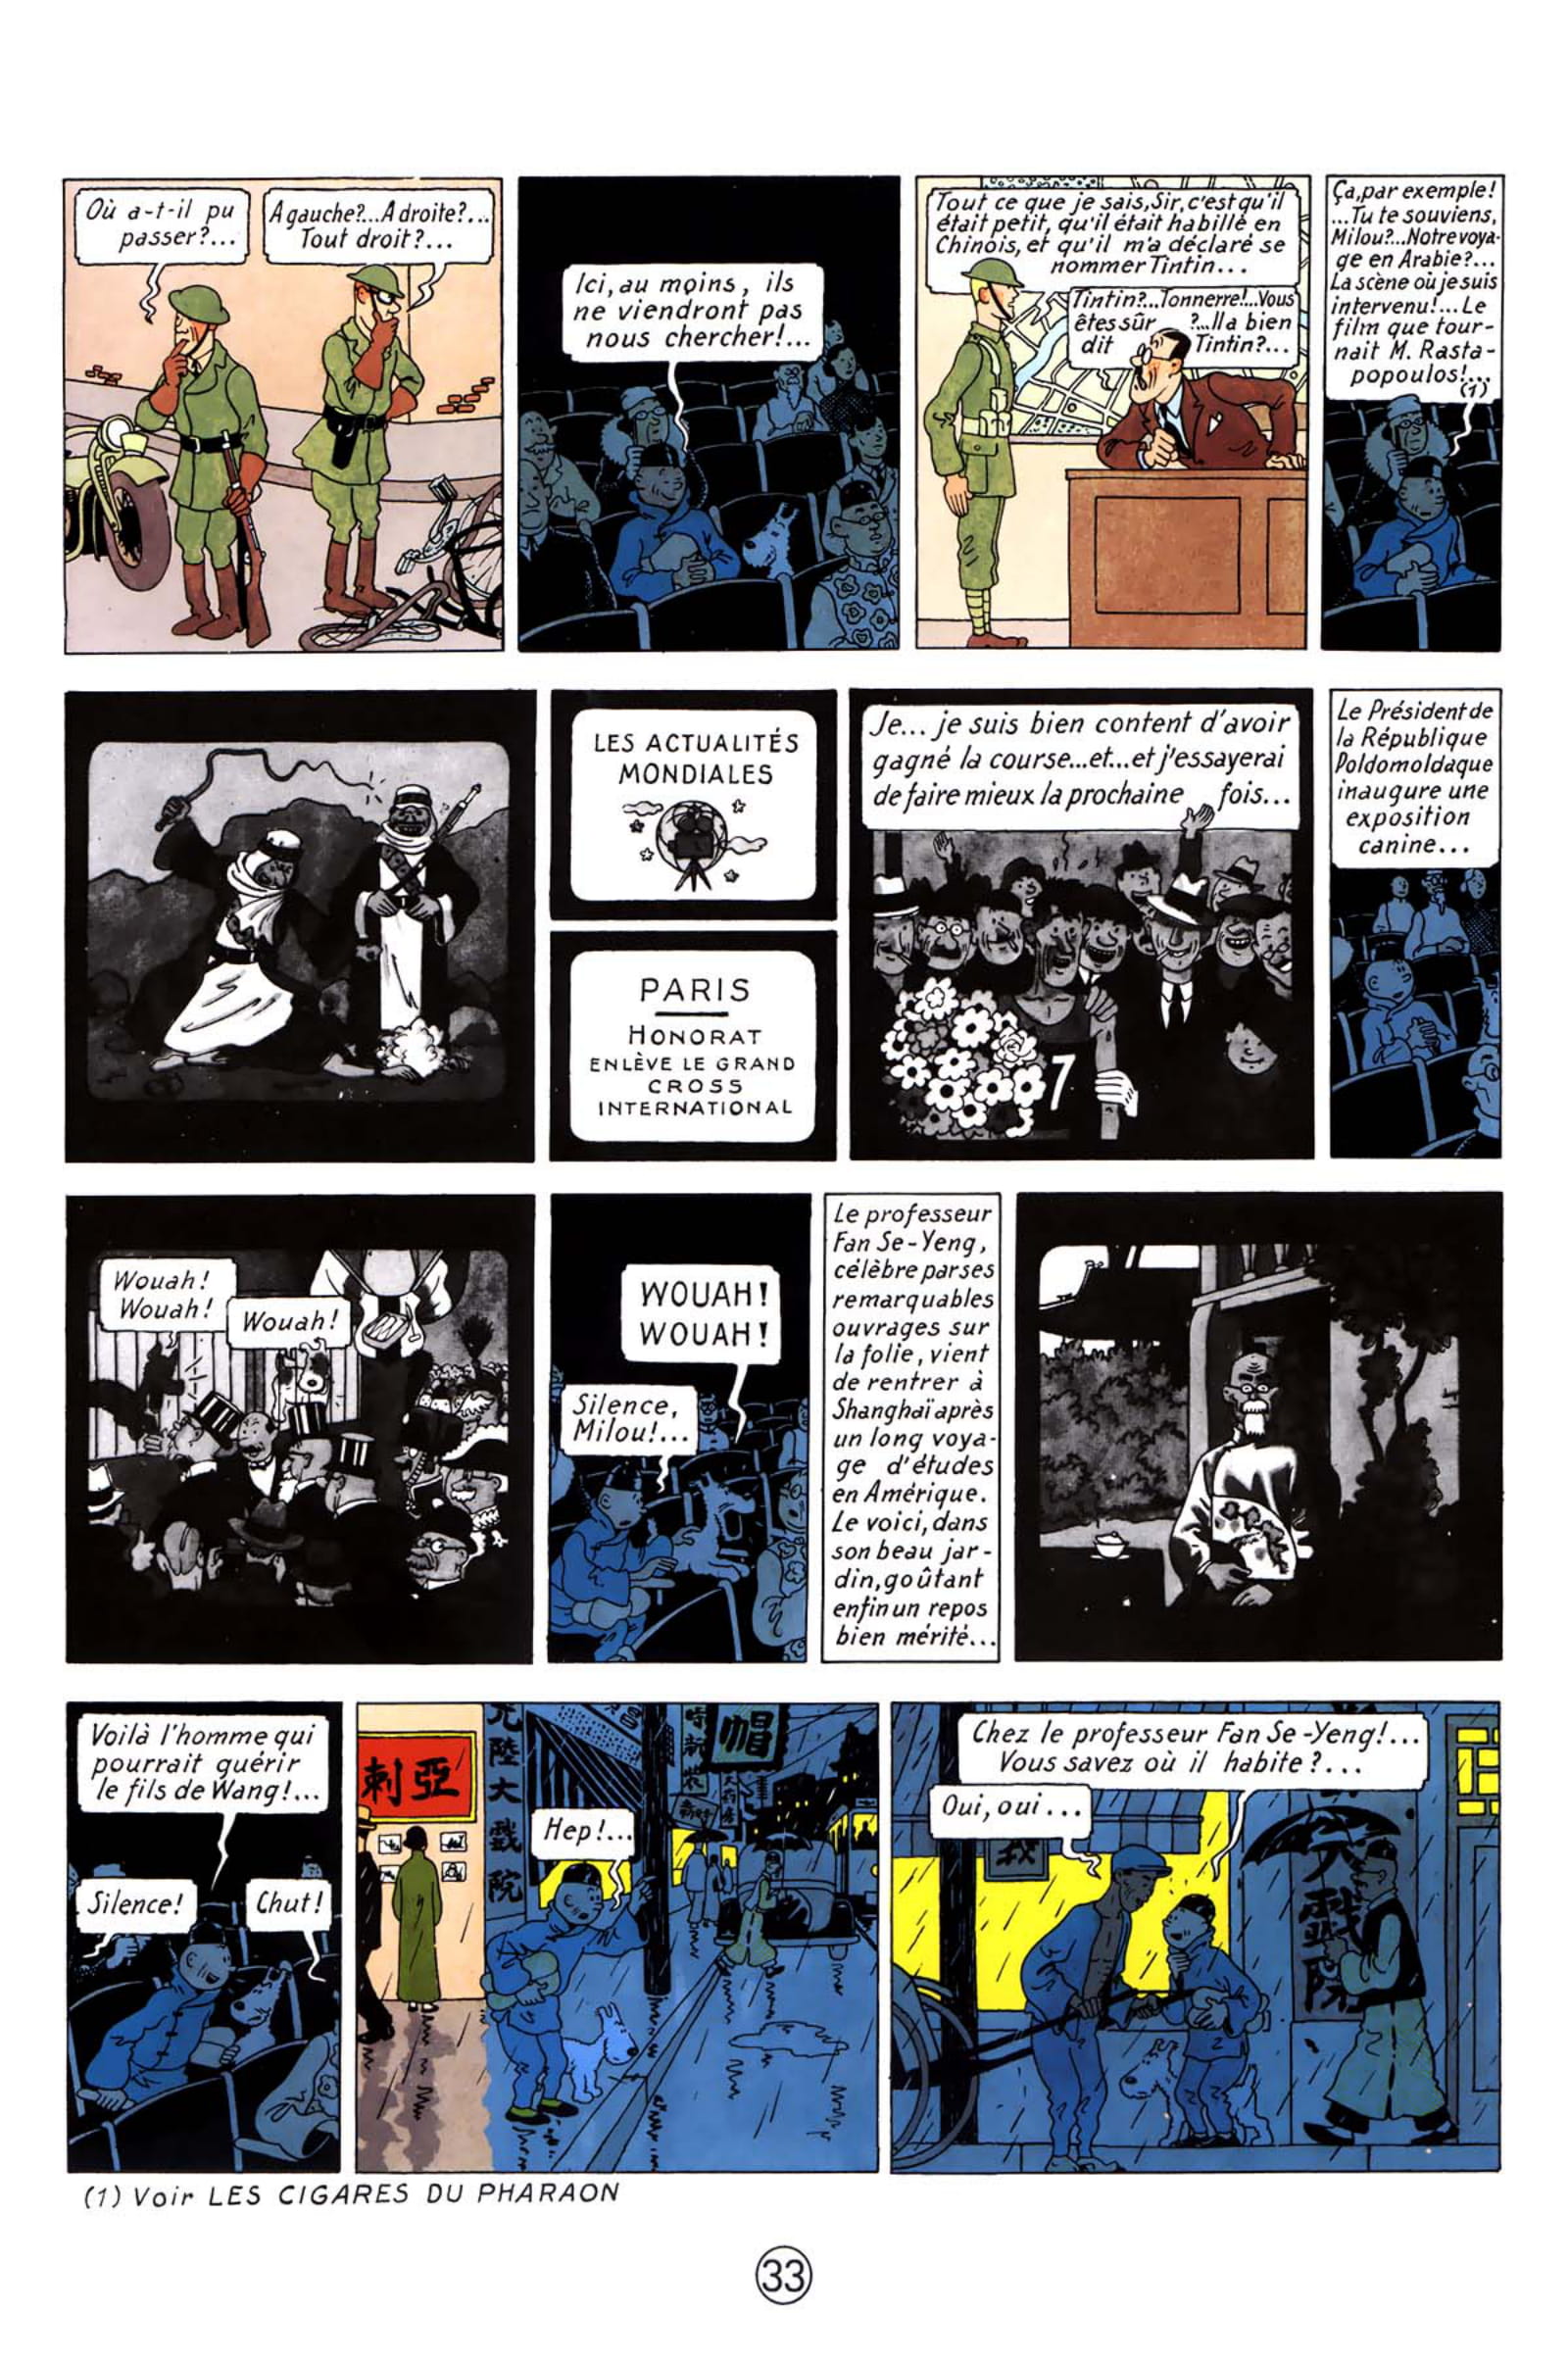 Où a-t-il pu
passer?...
A gauche?...A droite?...
Tout droit?...
Ici, au moins, ils
ne viendront pas
nous chercher!...
Tout ce que je sais, Sir, c'est qu'il
était petit, qu'il était habillé en
Chinois, et qu'il m'a déclaré se
nommer Tintin...
Tintin?...Tonnerre!...Vous
êtes sûr ?...Il a bien
dit Tintin?...
Ça, par exemple!
...Tu te souviens,
Milou?...Notre voya-
ge en Arabie?...
La scène où je suis
intervenu!... Le
film que tour-
nait M. Rasta-
popoulos!...
(1)
LES ACTUALITÉS
MONDIALES
PARIS
HONORAT
ENLÈVE LE GRAND
CROSS
INTERNATIONAL
Je... je suis bien content d'avoir
gagné la course...et...et j'essayerai
de faire mieux la prochaine fois...
7
Le Président de
la République
Poldomoldaque
inaugure une
exposition
canine...
Wouah!
Wouah!
Wouah!
WOUAH!
WOUAH!
Silence,
Milou!...
Le professeur
Fan Se-Yeng,
célèbre par ses
remarquables
ouvrages sur
la folie, vient
de rentrer à
Shanghaï après
un long voya-
ge d'études
en Amérique.
Le voici, dans
son beau jar-
din, goûtant
enfin un repos
bien mérité...
Voilà l'homme qui
pourrait guérir
le fils de Wang!...
Silence!
Chut!
刺亞
陸大戲院
帽
Hep!...
Chez le professeur Fan Se-Yeng!...
Vous savez où il habite?...
Oui, oui...
大戲院
(1) Voir LES CIGARES DU PHARAON
33